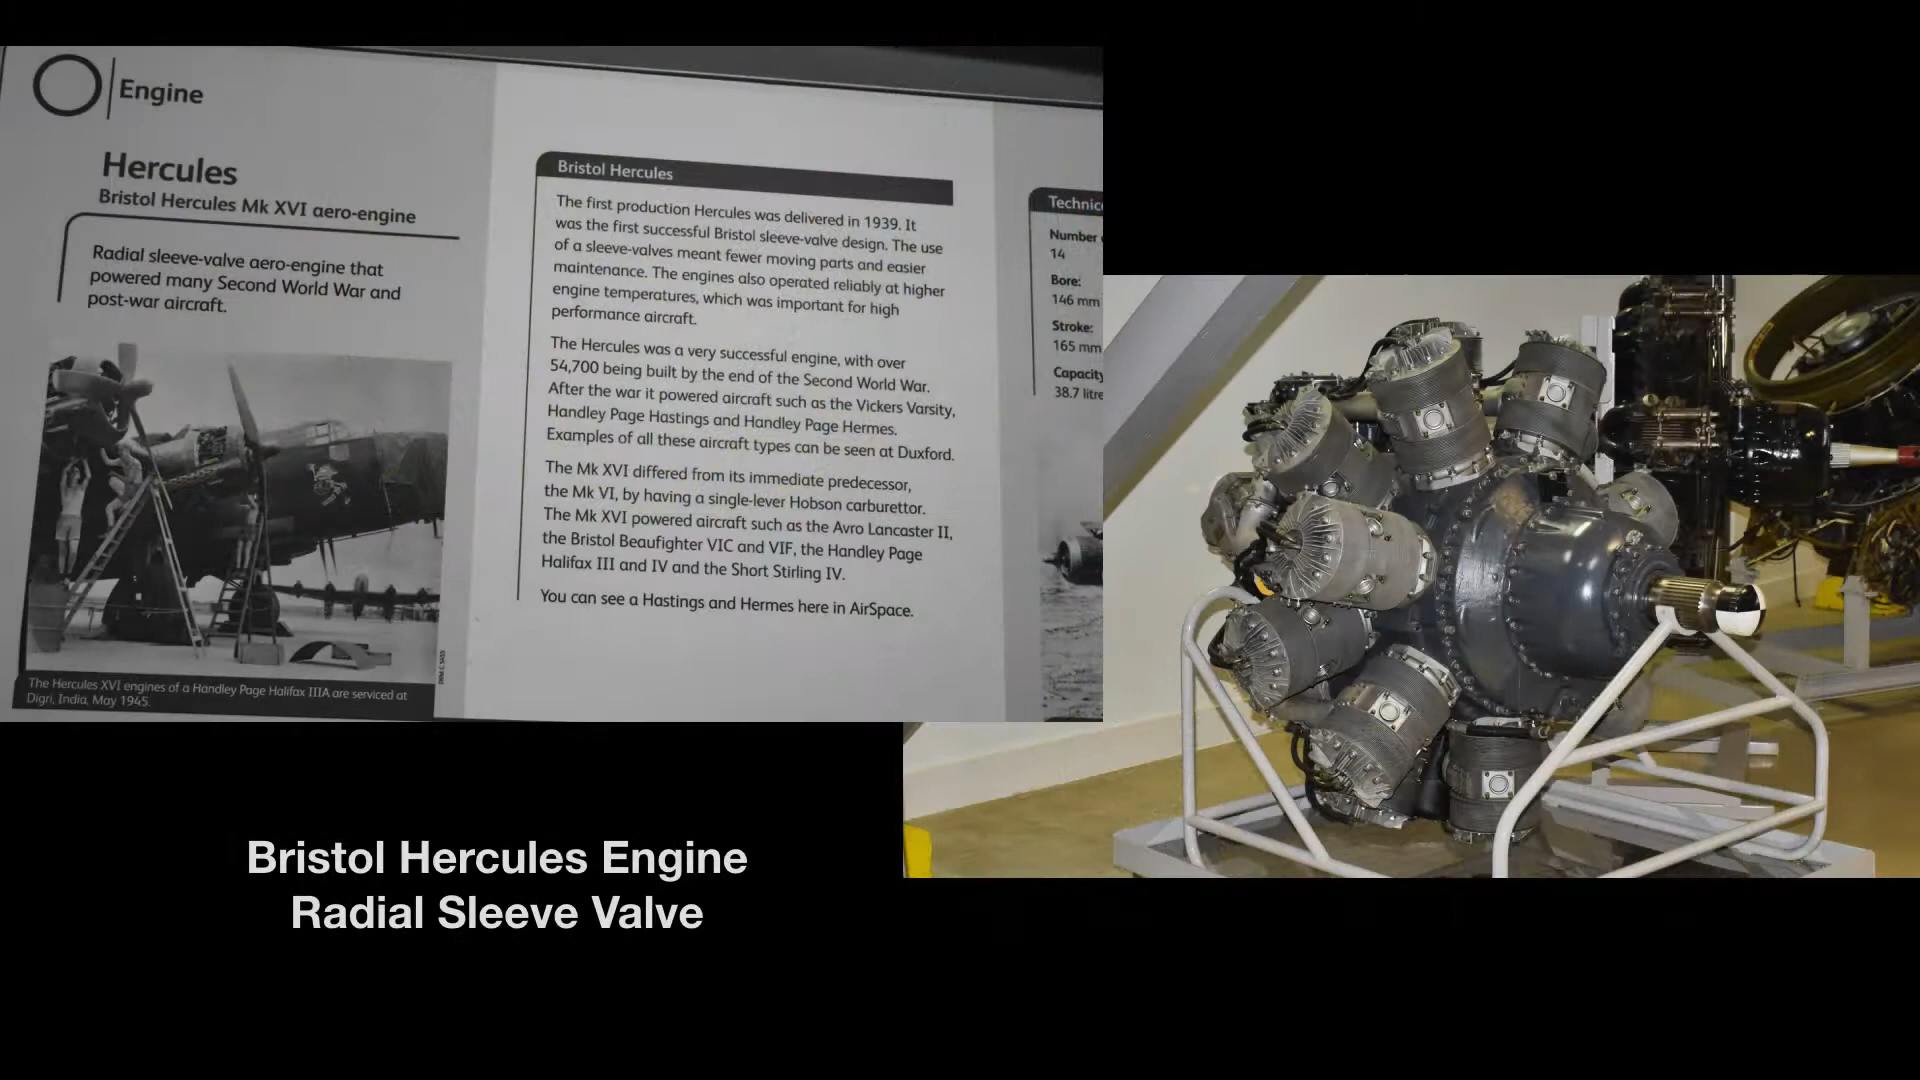 Engine
Hercules
Bristol Hercules Mk XVI aero-engine
Radial sleeve-valve aero-engine that
powered many Second World War and
post-war aircraft.
The Hercules XVI engines of a Handley Page Halifax IIIA are serviced at
Digri, India, May 1945.
Bristol Hercules
The first production Hercules was delivered in 1939. It
was the first successful Bristol sleeve-valve design. The use
of a sleeve-valves meant fewer moving parts and easier
maintenance. The engines also operated reliably at higher
engine temperatures, which was important for high
performance aircraft.
The Hercules was a very successful engine, with over
54,700 being built by the end of the Second World War.
After the war it powered aircraft such as the Vickers Varsity,
Handley Page Hastings and Handley Page Hermes.
Examples of all these aircraft types can be seen at Duxford.
The Mk XVI differed from its immediate predecessor,
the Mk VI, by having a single-lever Hobson carburettor.
The Mk XVI powered aircraft such as the Avro Lancaster II,
the Bristol Beaufighter VIC and VIF, the Handley Page
Halifax III and IV and the Short Stirling IV.
You can see a Hastings and Hermes here in AirSpace.
Technic
Number
14
Bore:
146 mm
Stroke:
165 mm
Capacity
38.7 litre
Bristol Hercules Engine
Radial Sleeve Valve